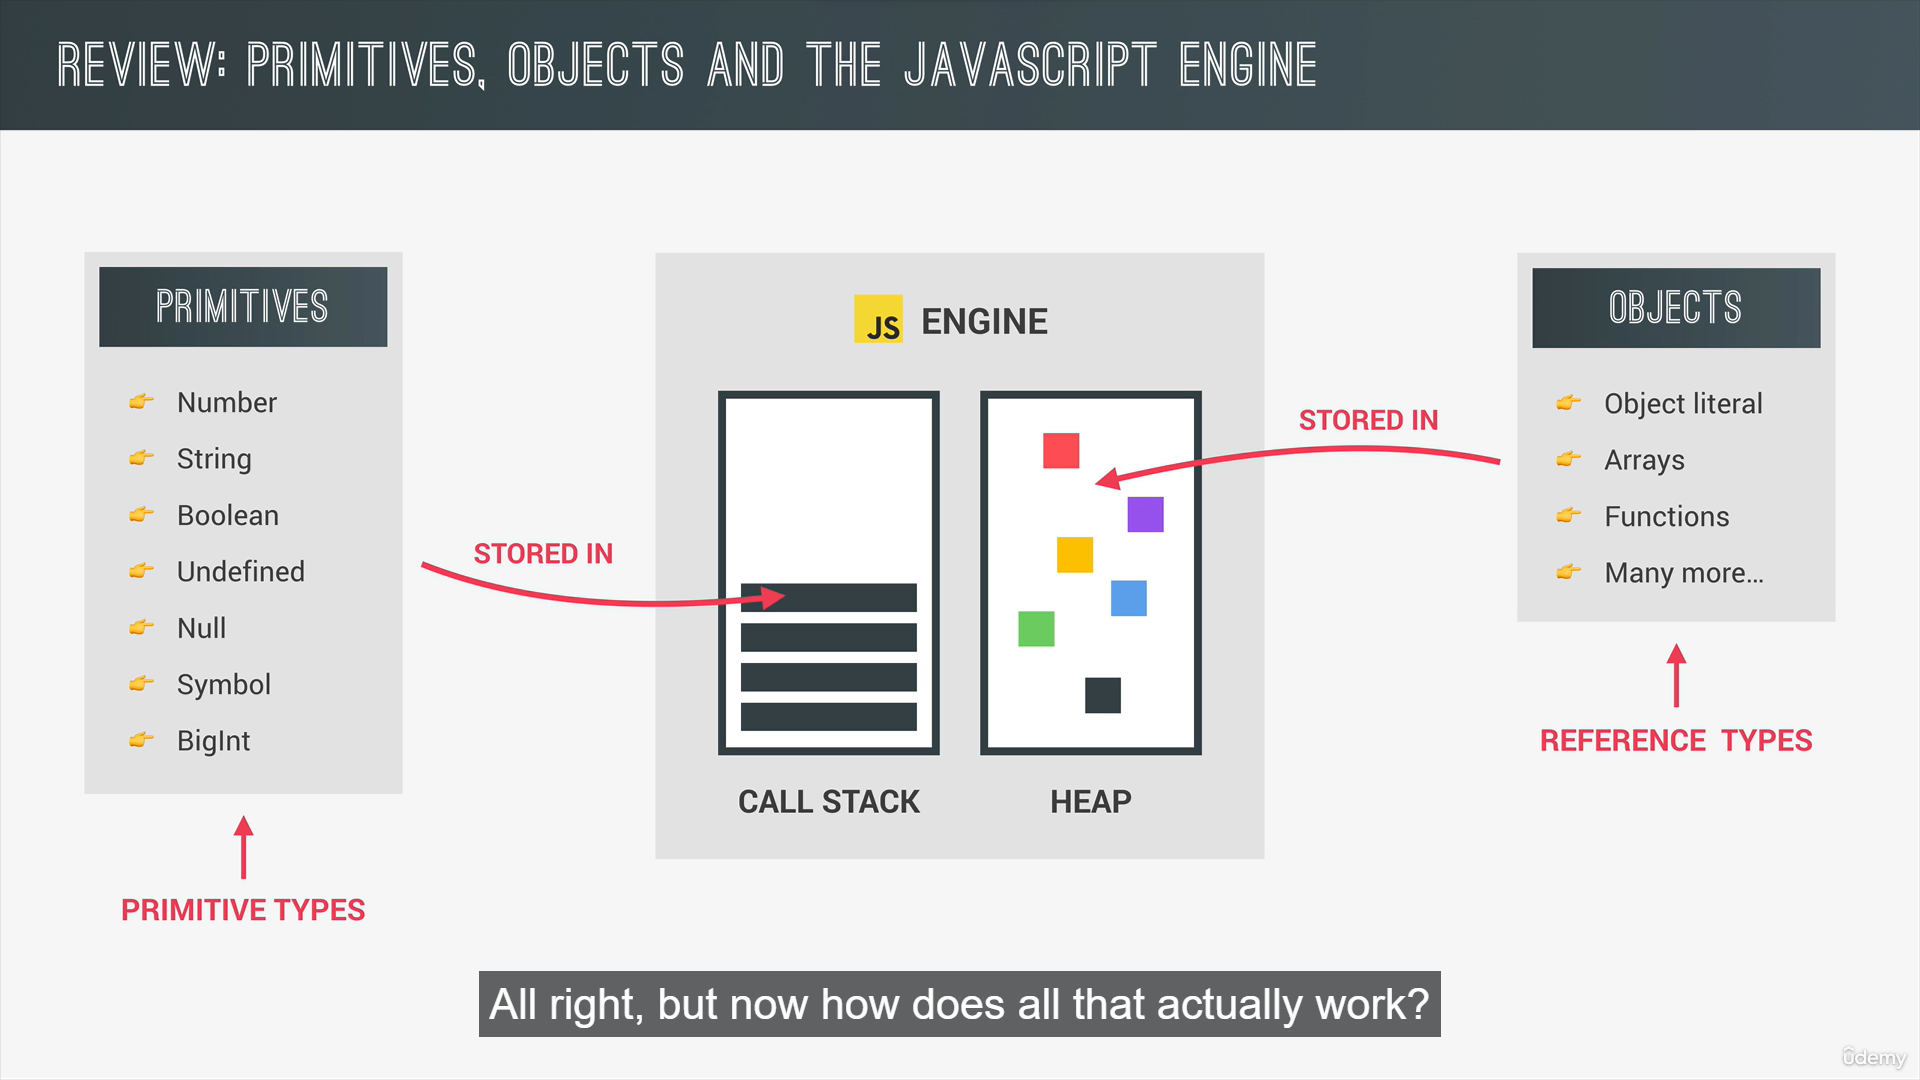 REVIEW: PRIMITIVES, OBJECTS AND THE JAVASCRIPT ENGINE
PRIMITIVES
Number
String
Boolean
Undefined
Null
Symbol
BigInt
PRIMITIVE TYPES
STORED IN
JS ENGINE
CALL STACK
HEAP
STORED IN
OBJECTS
Object literal
Arrays
Functions
Many more...
REFERENCE TYPES
All right, but now how does all that actually work?
ûdemy